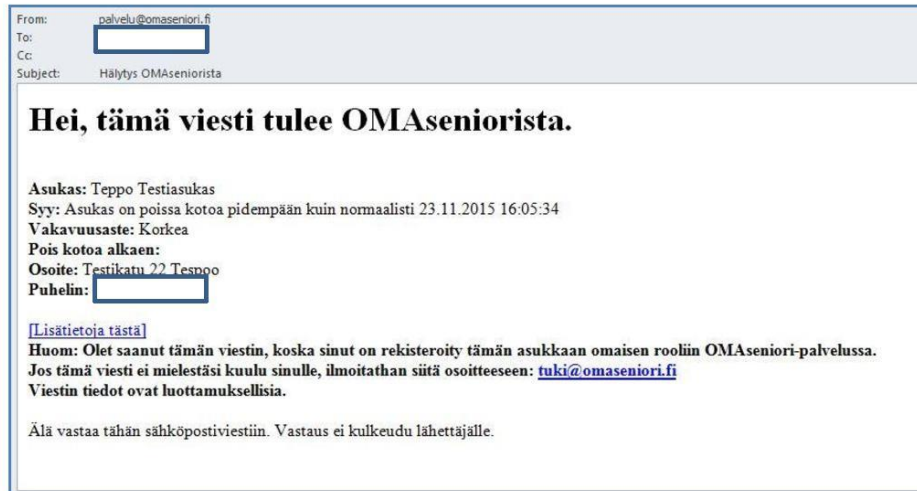 From: palvelu@omaseniori.fi
To:
Cc:
Subject: Hälytys OMAseniorista
Hei, tämä viesti tulee OMAseniorista.
Asukas: Teppo Testiasukas
Syy: Asukas on poissa kotoa pidempään kuin normaalisti 23.11.2015 16:05:34
Vakavuusaste: Korkea
Pois kotoa alkaen:
Osoite: Testikatu 22 Tespoo
Puhelin:
[Lisätietoja tästä]
Huom: Olet saanut tämän viestin, koska sinut on rekisteroity tämän asukkaan omaisen rooliin OMAseniori-palvelussa.
Jos tämä viesti ei mielestäsi kuulu sinulle, ilmoitathan siitä osoitteeseen: tuki@omaseniori.fi
Viestin tiedot ovat luottamuksellisia.
Älä vastaa tähän sähköpostiviestiin. Vastaus ei kulkeudu lähettäjälle.